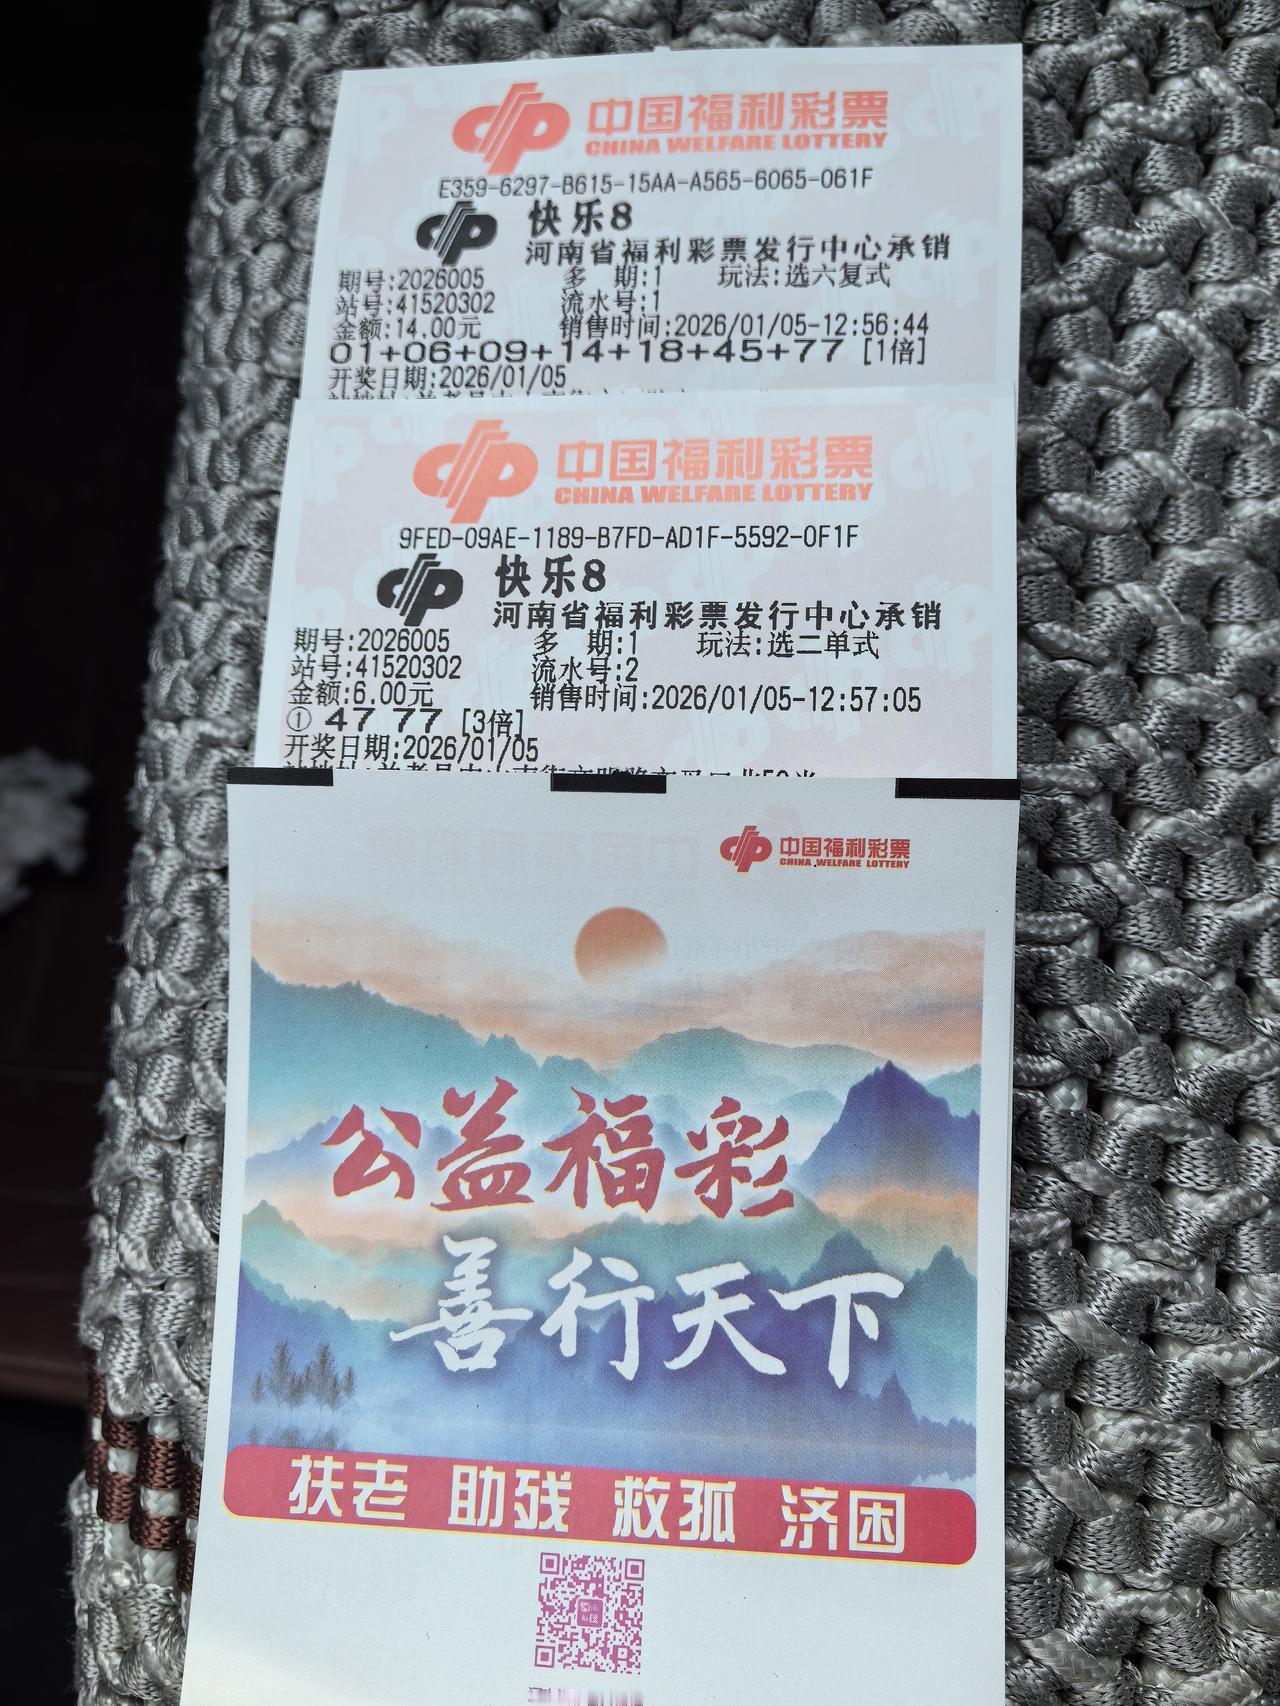 中国福利彩票
CHINA WELFARE LOTTERY
E359-6297-B615-15AA-A565-6065-061F
快乐8
河南省福利彩票发行中心承销
期号:2026005 多 期:1 玩法:选六复式
站号:41520302 流水号:1
金额:14.00元 销售时间:2026/01/05-12:56:44
01+06+09+14+18+45+77 [1倍]
开奖日期:2026/01/05
中国福利彩票
CHINA WELFARE LOTTERY
9FED-09AE-1189-B7FD-AD1F-5592-0F1F
快乐8
河南省福利彩票发行中心承销
期号:2026005 多 期:1 玩法:选二单式
站号:41520302 流水号:2
金额:6.00元 销售时间:2026/01/05-12:57:05
① 47 77 [3倍]
开奖日期:2026/01/05
中国福利彩票
CHINA WELFARE LOTTERY
公益福彩
善行天下
扶老 助残 救孤 济困